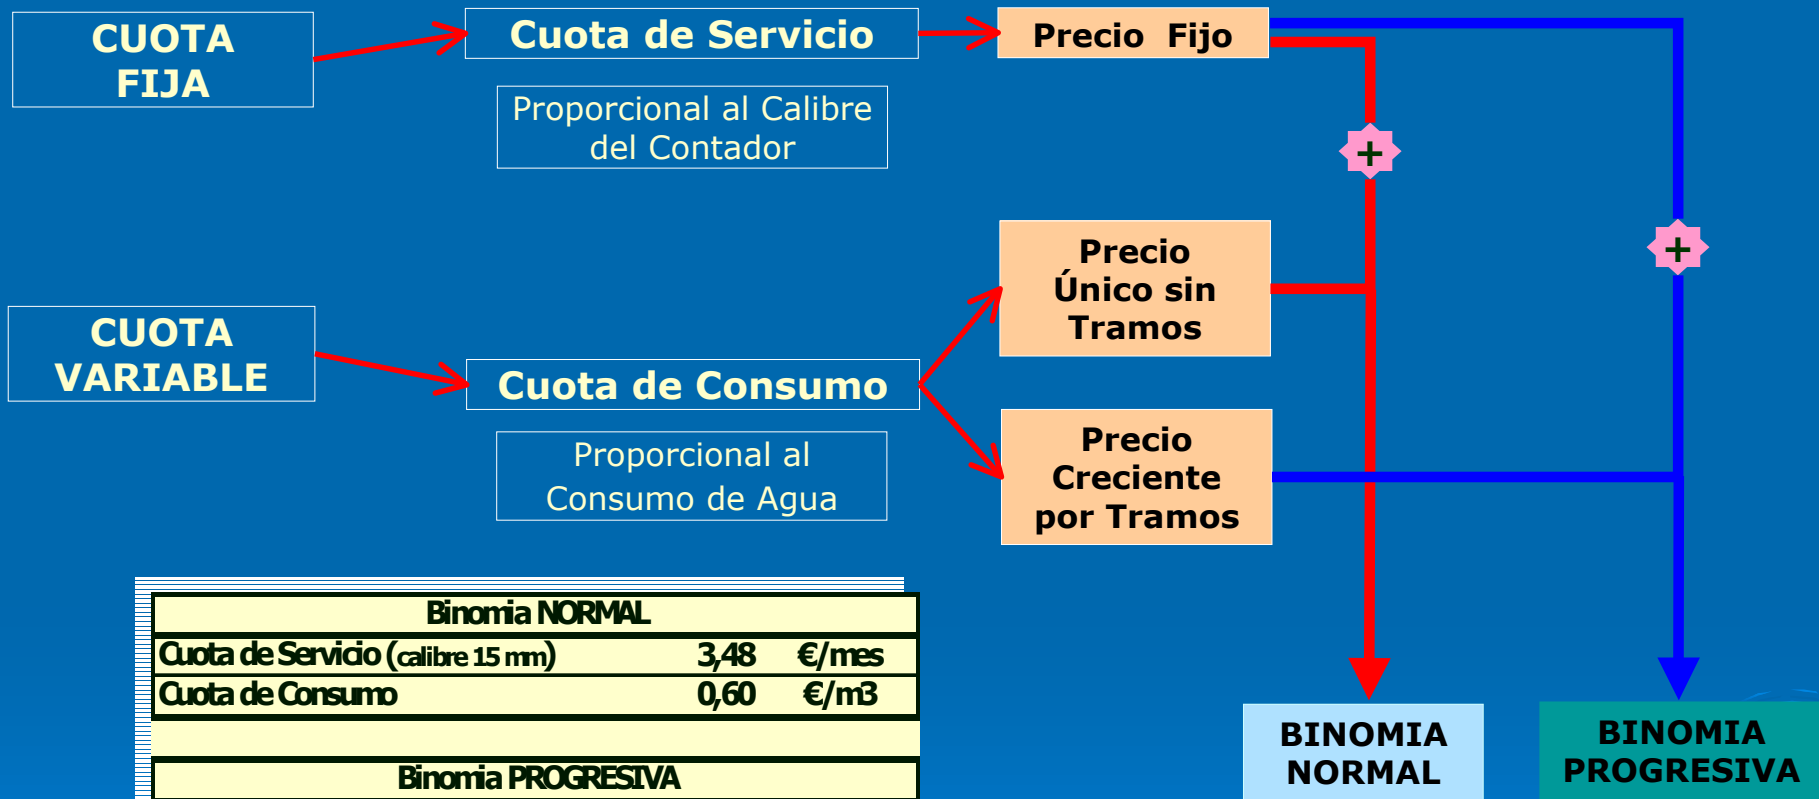 CUOTA
FIJA
Cuota de Servicio
Precio Fijo
Proporcional al Calibre
del Contador
+
+
Precio
Único sin
Tramos
CUOTA
VARIABLE
Cuota de Consumo
Proporcional al
Consumo de Agua
Precio
Creciente
por Tramos
Binomia NORMAL
Cuota de Servicio (calibre 15 mm) 3,48 €/mes
Cuota de Consumo 0,60 €/m3
Binomia PROGRESIVA
BINOMIA
NORMAL
BINOMIA
PROGRESIVA